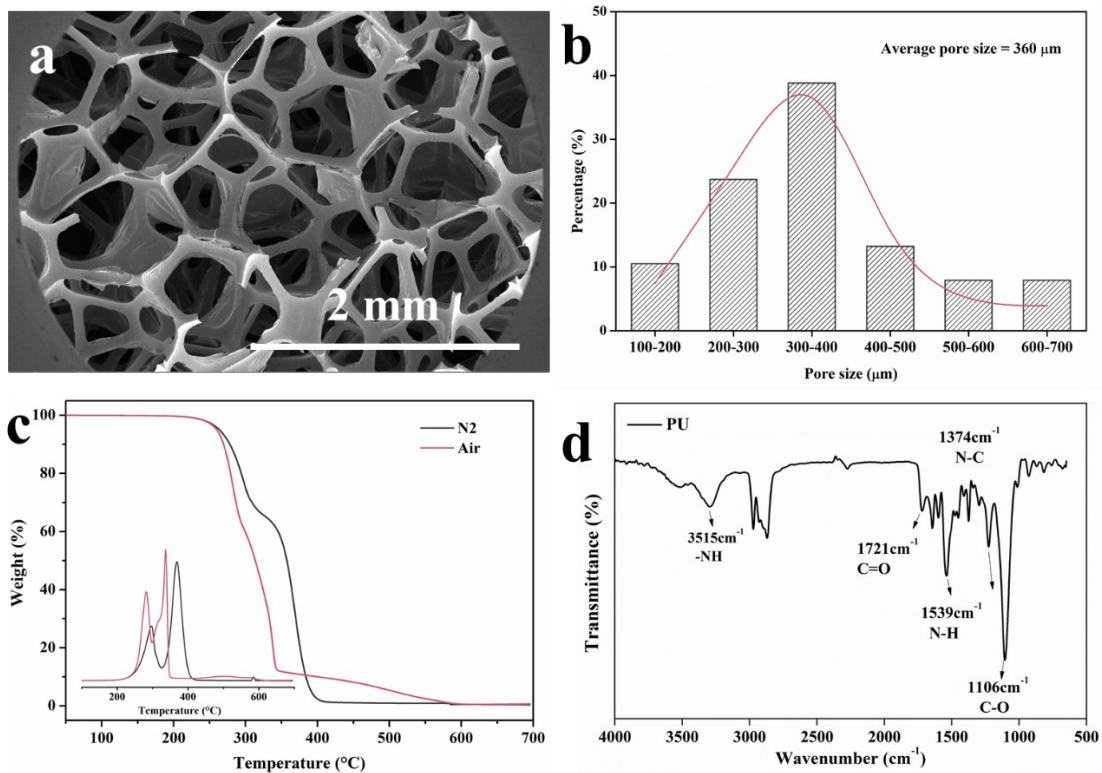 a
2 mm
b
Average pore size = 360 μm
50
40
30
20
10
0
Percentage (%)
100-200 200-300 300-400 400-500 500-600 600-700
Pore size (μm)
c
N2
Air
100
80
60
40
20
0
Weight (%)
200 400 600
Temperature (°C)
100 200 300 400 500 600 700
Temperature (°C)
d
PU
1374cm⁻¹
N-C
3515cm⁻¹
-NH
1721cm⁻¹
C=O
1539cm⁻¹
N-H
1106cm⁻¹
C-O
Transmittance (%)
4000 3500 3000 2500 2000 1500 1000 500
Wavenumber (cm⁻¹)